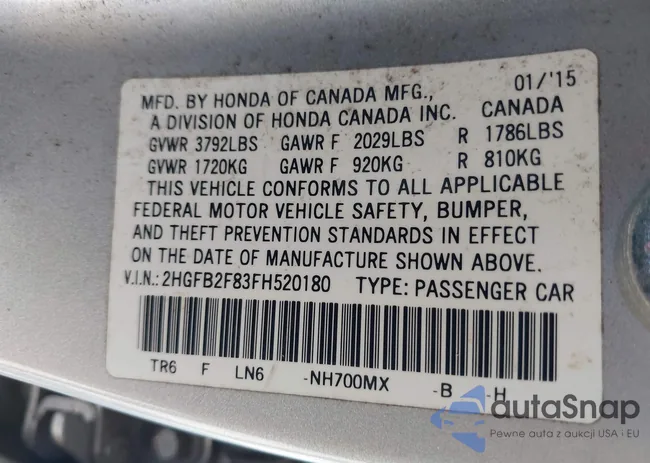 MFD. BY HONDA OF CANADA MFG., 01/'15
A DIVISION OF HONDA CANADA INC. CANADA
GVWR 3792LBS GAWR F 2029LBS R 1786LBS
GVWR 1720KG GAWR F 920KG R 810KG
THIS VEHICLE CONFORMS TO ALL APPLICABLE
FEDERAL MOTOR VEHICLE SAFETY, BUMPER,
AND THEFT PREVENTION STANDARDS IN EFFECT
ON THE DATE OF MANUFACTURE SHOWN ABOVE.
V.I.N.: 2HGFB2F83FH520180 TYPE: PASSENGER CAR
TR6 F LN6 -NH700MX -B -H
autaSnap
Pewne auta z aukcji USA i EU